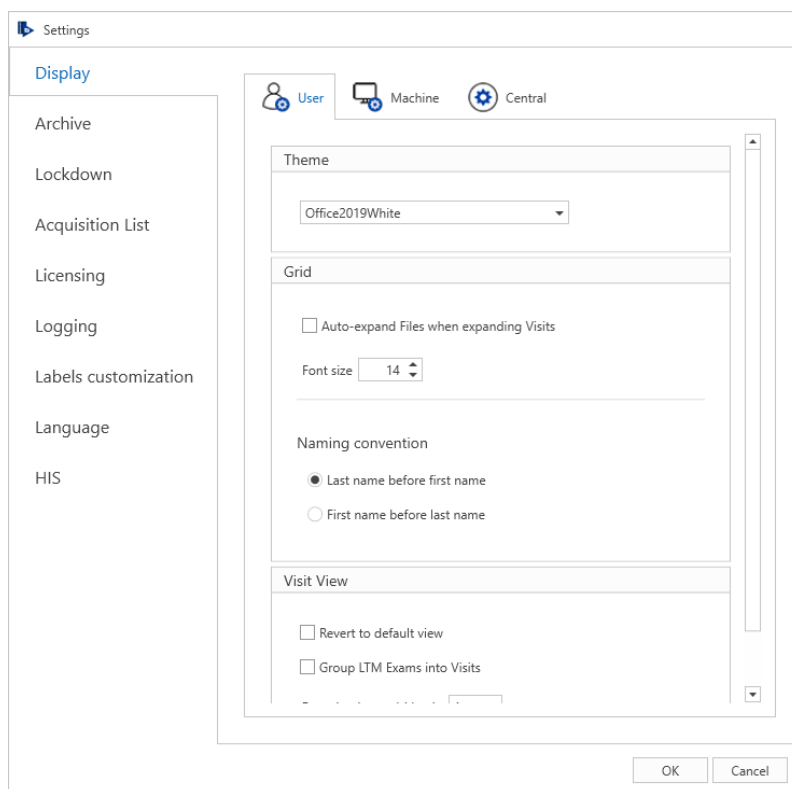 Settings
Display
Archive
Lockdown
Acquisition List
Licensing
Logging
Labels customization
Language
HIS
User
Machine
Central
Theme
Office2019White
Grid
Auto-expand Files when expanding Visits
Font size 14
Naming convention
Last name before first name
First name before last name
Visit View
Revert to default view
Group LTM Exams into Visits
OK
Cancel